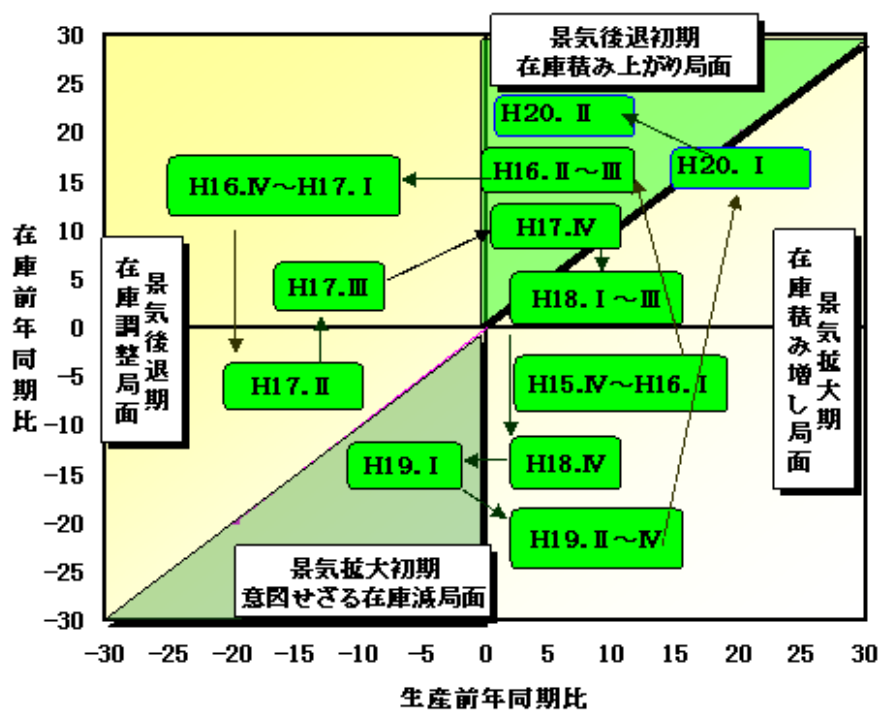 景気後退初期
在庫積み上がり局面
30
25
20
15
10
5
0
-5
-10
-15
-20
-25
-30
在庫前年同期比
景気後退期
在庫調整局面
H20. Ⅱ
H20. Ⅰ
H16.Ⅳ～H17.Ⅰ
H16.Ⅱ～Ⅲ
H17.Ⅳ
H17.Ⅲ
H18.Ⅰ～Ⅲ
H17.Ⅱ
H15.Ⅳ～H16.Ⅰ
H19.Ⅰ
H18.Ⅳ
H19.Ⅱ～Ⅳ
景気拡大期
在庫積み増し局面
景気拡大初期
意図せざる在庫減局面
-30 -25 -20 -15 -10 -5 0 5 10 15 20 25 30
生産前年同期比